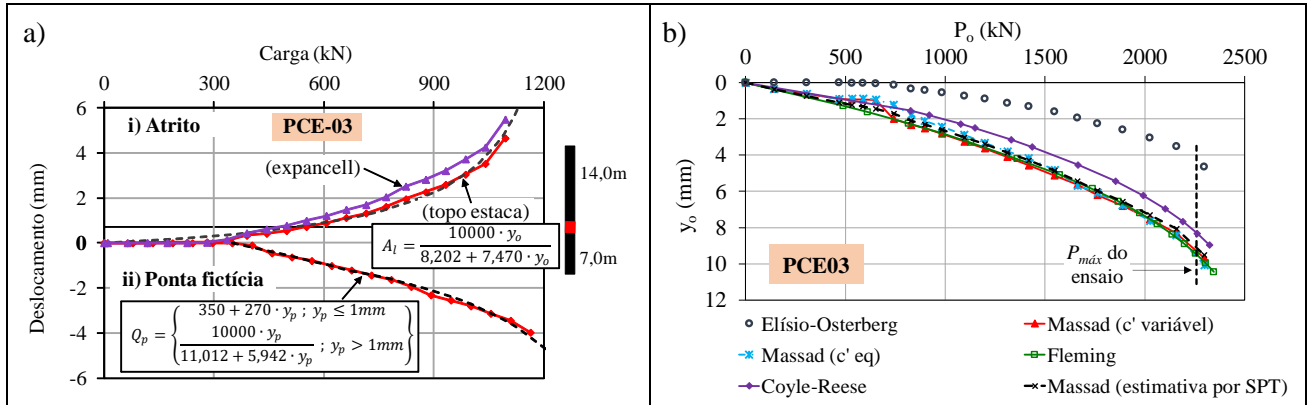 a)
Carga (kN)
0 300 600 900 1200
Deslocamento (mm)
6
4
2
0
-2
-4
-6
i) Atrito
PCE-03
(expancell)
(topo estaca)
A_l = 10000 · y_o / 8,202 + 7,470 · y_o
ii) Ponta fictícia
Q_p = { 350 + 270 · y_p ; y_p ≤ 1mm
10000 · y_p / 11,012 + 5,942 · y_p ; y_p > 1mm }
14,0m
7,0m
b)
P_o (kN)
0 500 1000 1500 2000 2500
y_o (mm)
0
2
4
6
8
10
12
PCE03
P_máx do
ensaio
Elísio-Osterberg
Massad (c' variável)
Massad (c' eq)
Fleming
Coyle-Reese
Massad (estimativa por SPT)